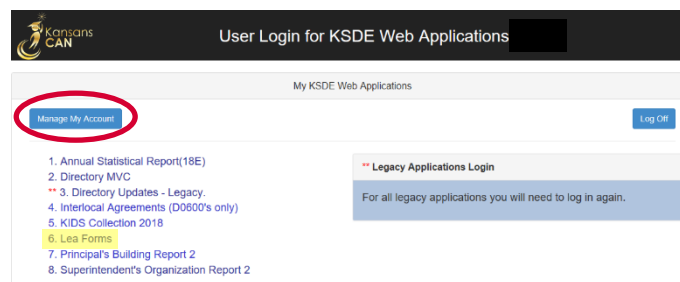 Kansans
CAN
User Login for KSDE Web Applications
My KSDE Web Applications
Manage My Account
Log Off
1. Annual Statistical Report(18E)
2. Directory MVC
** 3. Directory Updates - Legacy.
4. Interlocal Agreements (D0600's only)
5. KIDS Collection 2018
6. Lea Forms
7. Principal's Building Report 2
8. Superintendent's Organization Report 2
** Legacy Applications Login
For all legacy applications you will need to log in again.